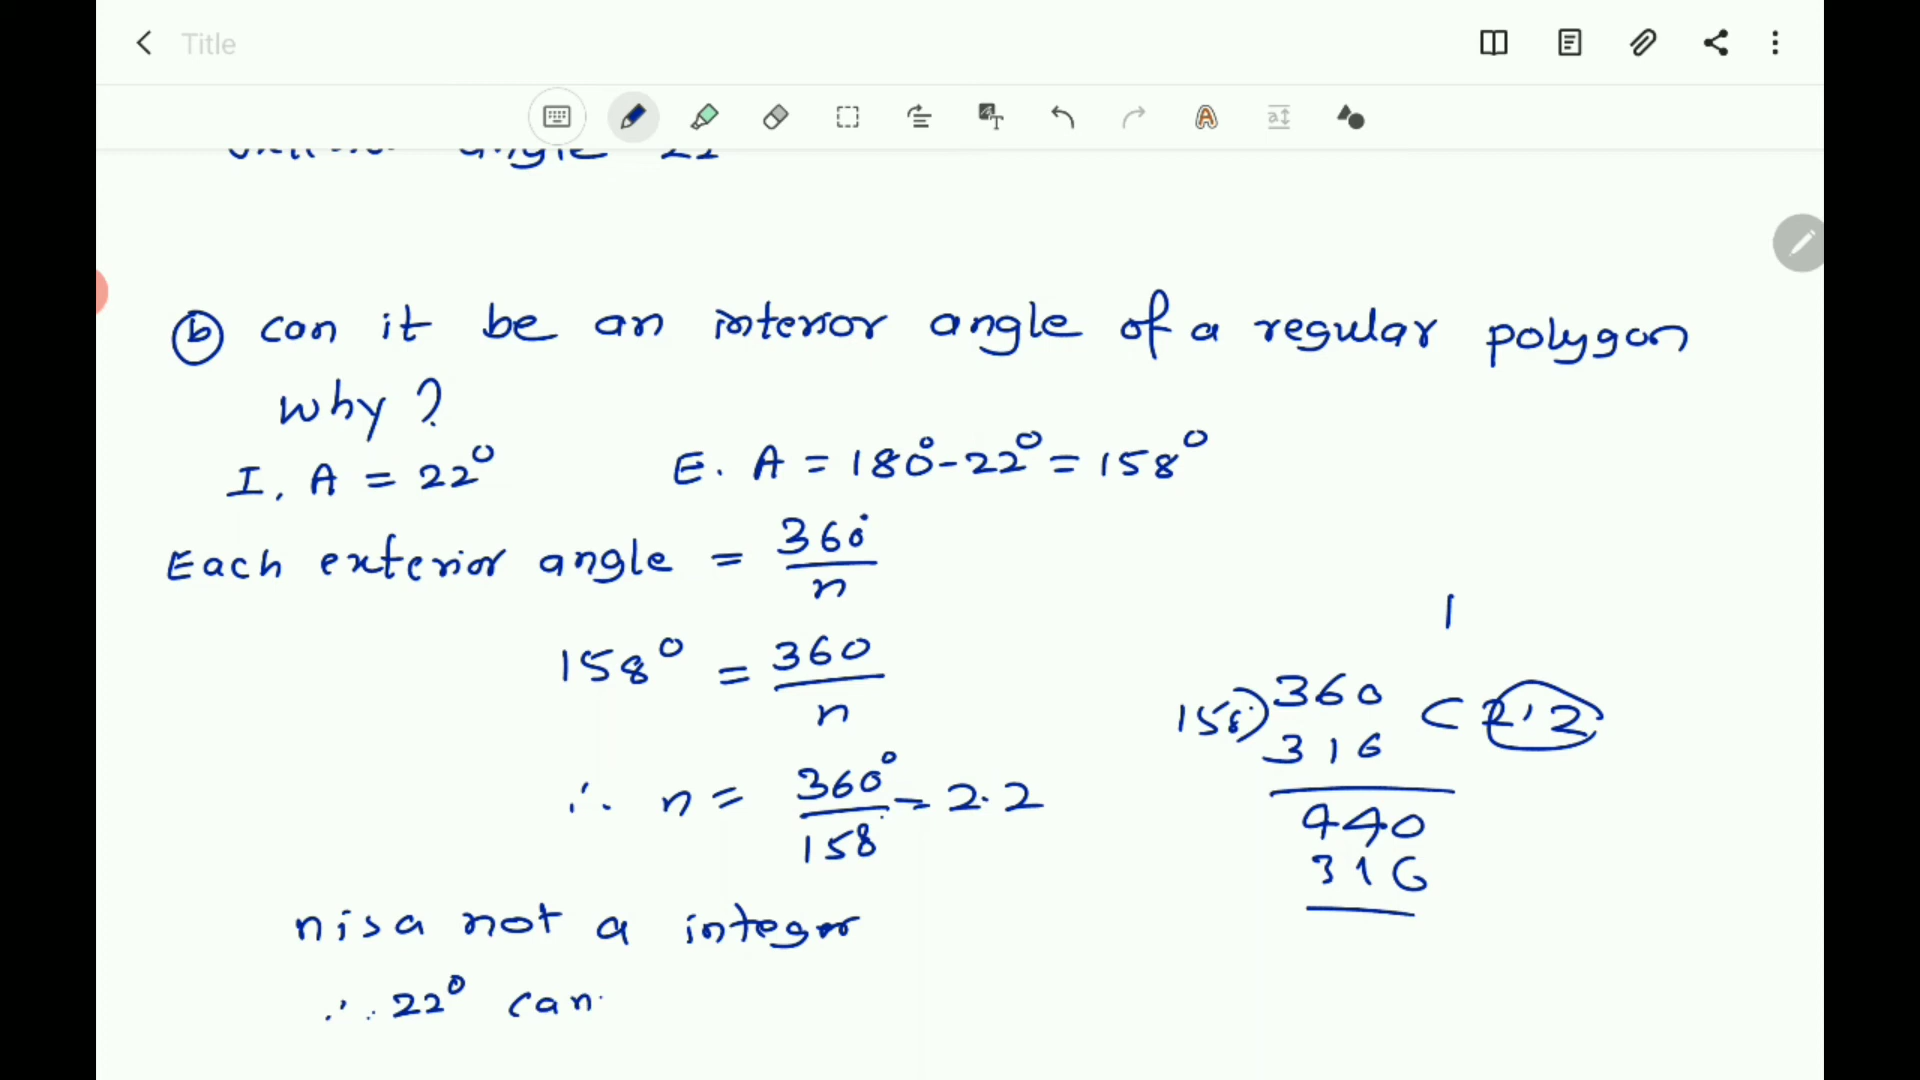 Title
angle 22
ⓑ can it be an interior angle of a regular polygon
why ?
I. A = 22° E. A = 180° - 22° = 158°
Each exterior angle = 360° / n
158° = 360 / n
∴ n = 360° / 158 = 2.2
n is a not a integer
∴ 22° can
1
158) 360 ( 2.2
316
440
316